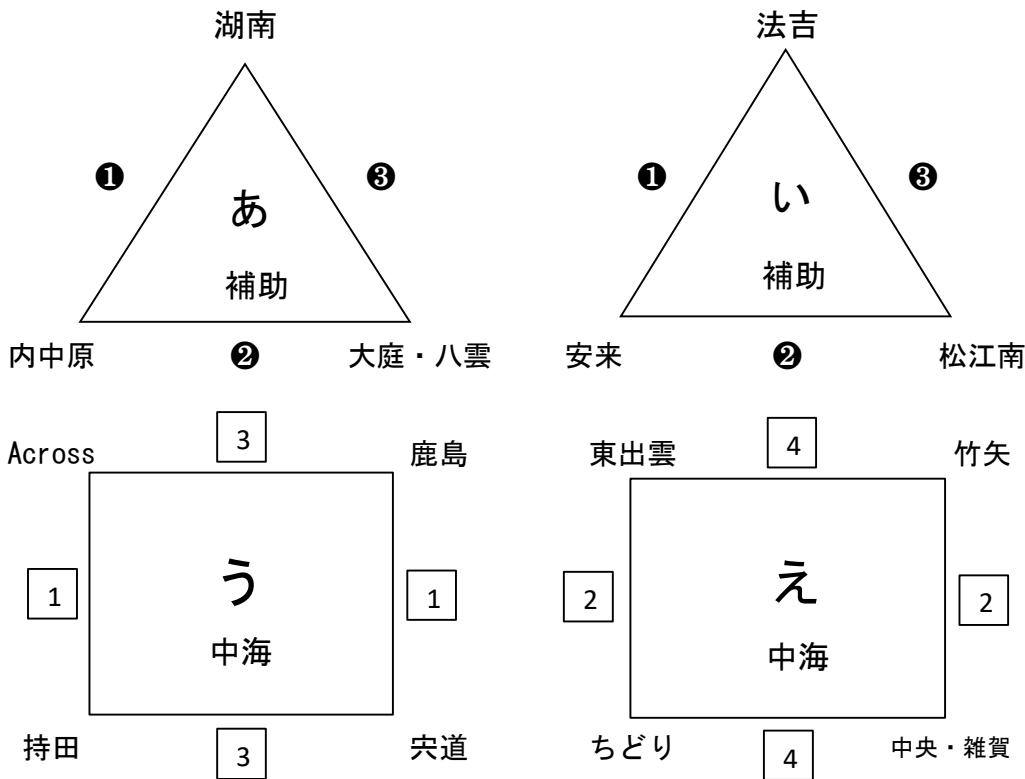 湖南 法吉
❶ ❸ ❶ ❸
あ い
補助 補助
内中原 ❷ 大庭・八雲 安来 ❷ 松江南
Across 3 鹿島 東出雲 4 竹矢
1 う 1 2 え 2
中海 中海
持田 3 宍道 ちどり 4 中央・雑賀